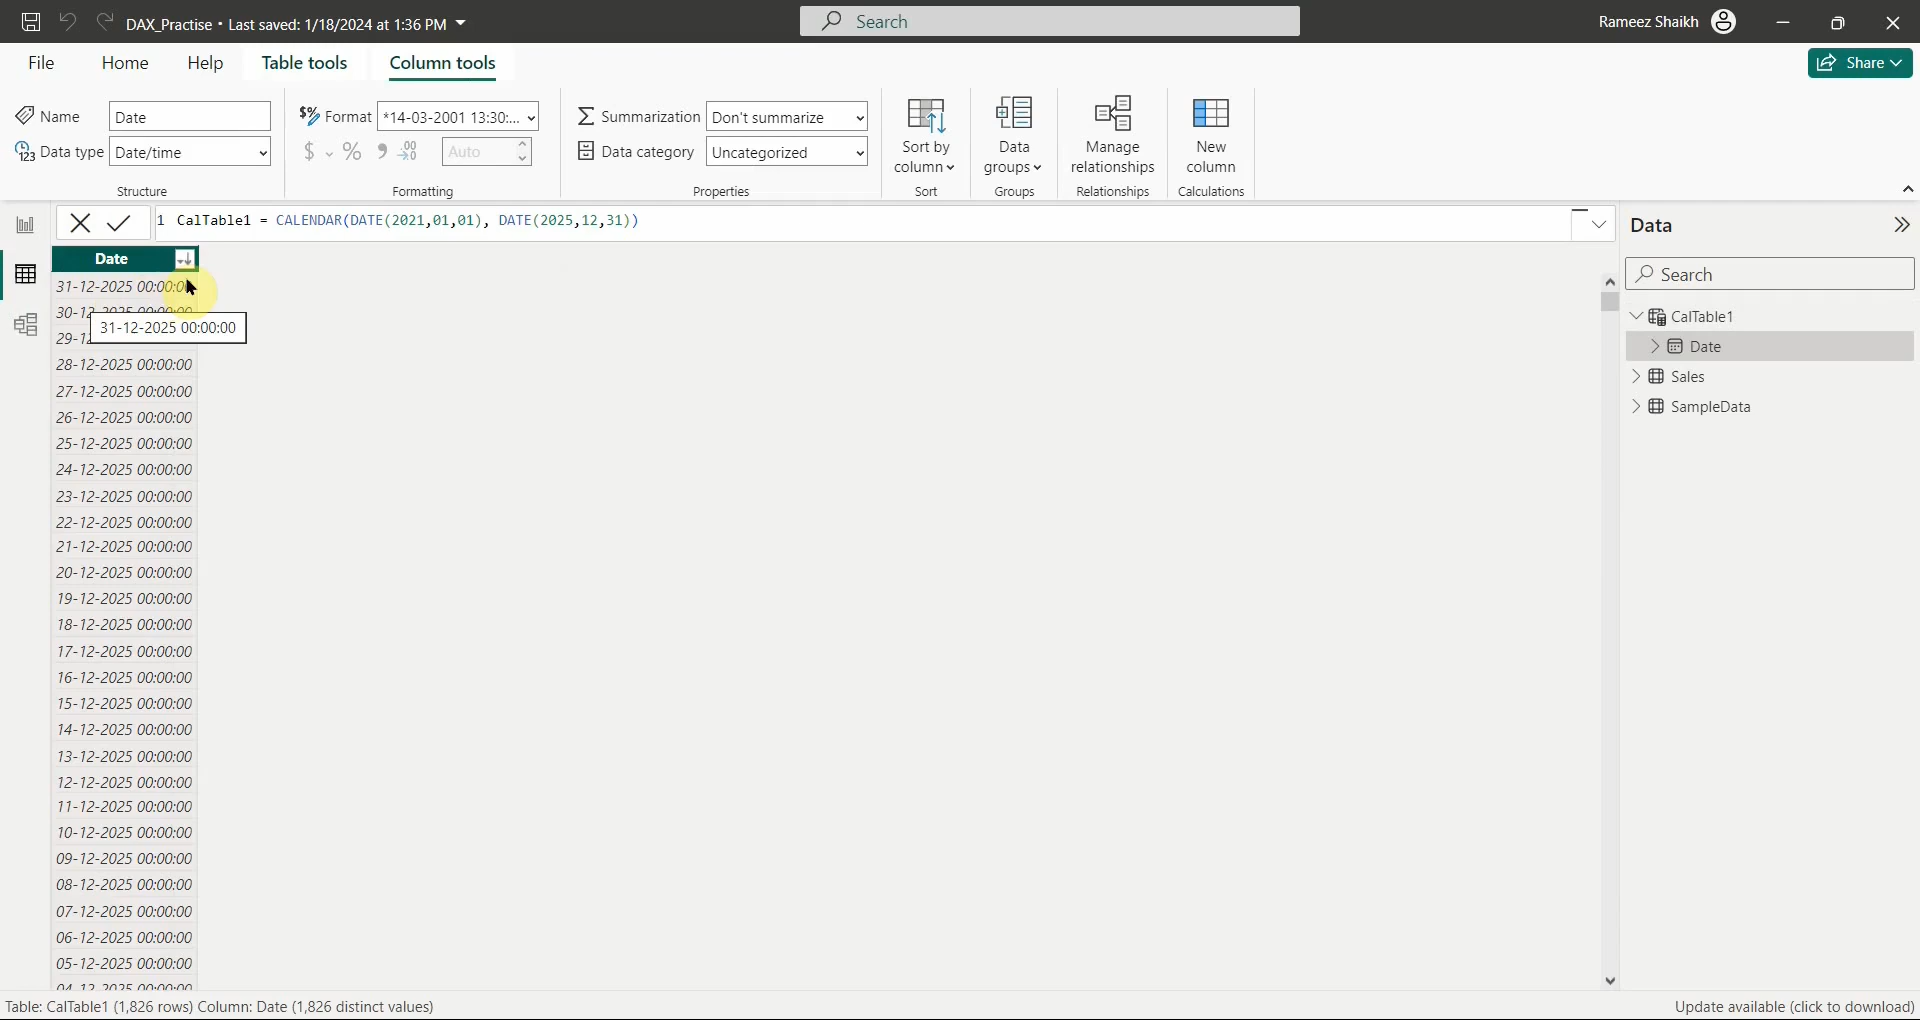 DAX_Practise • Last saved: 1/18/2024 at 1:36 PM
Search
Rameez Shaikh
File Home Help Table tools Column tools
Share
Name Date
Data type Date/time
Structure
Format *14-03-2001 13:30:...
$ % 9 .00 Auto
Formatting
Summarization Don't summarize
Data category Uncategorized
Properties
Sort by
column
Sort
Data
groups
Groups
Manage
relationships
Relationships
New
column
Calculations
1 CalTable1 = CALENDAR(DATE(2021,01,01), DATE(2025,12,31))
Date
31-12-2025 00:00:00
31-12-2025 00:00:00
28-12-2025 00:00:00
27-12-2025 00:00:00
26-12-2025 00:00:00
25-12-2025 00:00:00
24-12-2025 00:00:00
23-12-2025 00:00:00
22-12-2025 00:00:00
21-12-2025 00:00:00
20-12-2025 00:00:00
19-12-2025 00:00:00
18-12-2025 00:00:00
17-12-2025 00:00:00
16-12-2025 00:00:00
15-12-2025 00:00:00
14-12-2025 00:00:00
13-12-2025 00:00:00
12-12-2025 00:00:00
11-12-2025 00:00:00
10-12-2025 00:00:00
09-12-2025 00:00:00
08-12-2025 00:00:00
07-12-2025 00:00:00
06-12-2025 00:00:00
05-12-2025 00:00:00
Data
Search
CalTable1
Date
Sales
SampleData
Table: CalTable1 (1,826 rows) Column: Date (1,826 distinct values)
Update available (click to download)